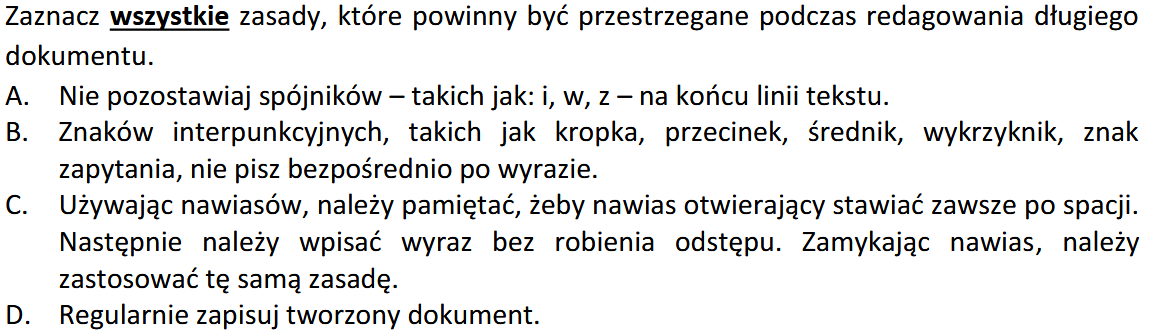 Zaznacz wszystkie zasady, które powinny być przestrzegane podczas redagowania długiego
dokumentu.
A. Nie pozostawiaj spójników – takich jak: i, w, z – na końcu linii tekstu.
B. Znaków interpunkcyjnych, takich jak kropka, przecinek, średnik, wykrzyknik, znak
zapytania, nie pisz bezpośrednio po wyrazie.
C. Używając nawiasów, należy pamiętać, żeby nawias otwierający stawiać zawsze po spacji.
Następnie należy wpisać wyraz bez robienia odstępu. Zamykając nawias, należy
zastosować tę samą zasadę.
D. Regularnie zapisuj tworzony dokument.